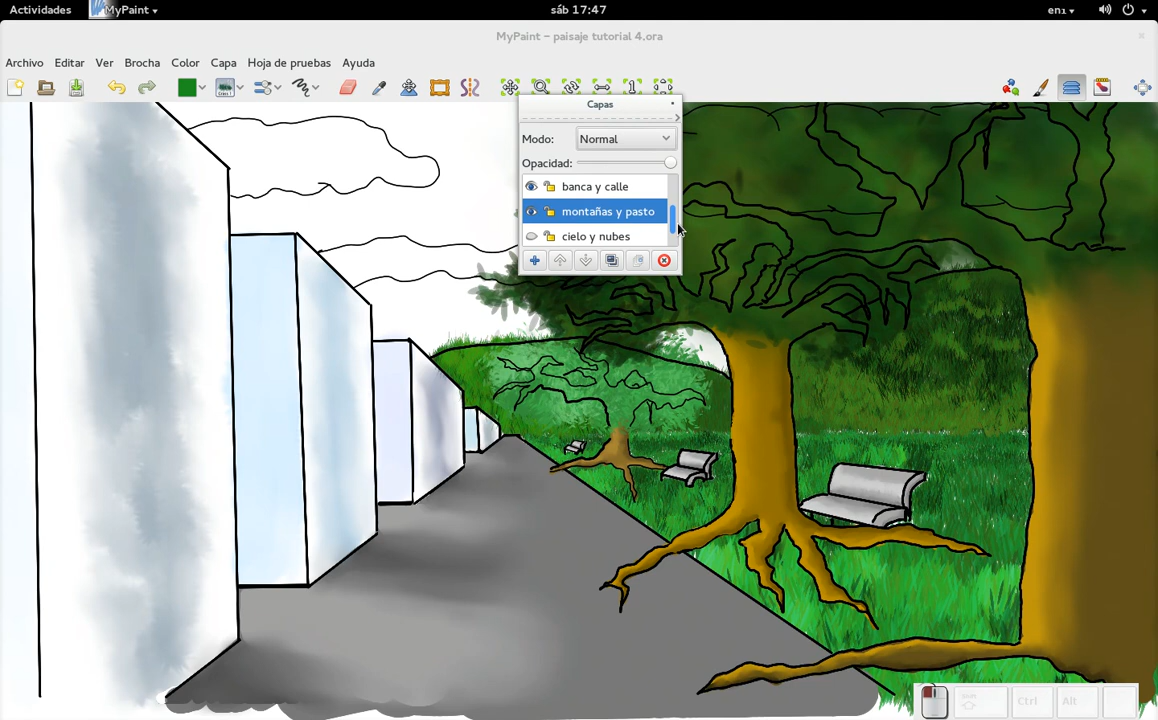 Actividades MyPaint sáb 17:47 en₁
MyPaint – paisaje tutorial 4.ora
Archivo Editar Ver Brocha Color Capa Hoja de pruebas Ayuda
1
Capas
Modo: Normal
Opacidad:
banca y calle
montañas y pasto
cielo y nubes
Ctrl Alt